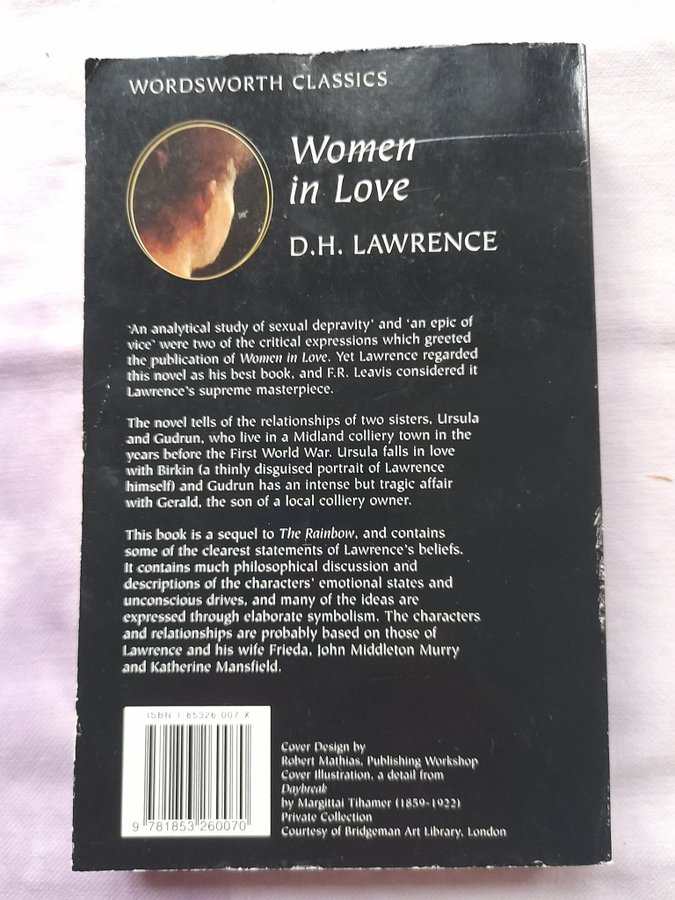 WORDSWORTH CLASSICS
Women
in Love
D.H. LAWRENCE
'An analytical study of sexual depravity' and 'an epic of
vice' were two of the critical expressions which greeted
the publication of Women in Love. Yet Lawrence regarded
this novel as his best book, and F.R. Leavis considered it
Lawrence's supreme masterpiece.
The novel tells of the relationships of two sisters, Ursula
and Gudrun, who live in a Midland colliery town in the
years before the First World War. Ursula falls in love
with Birkin (a thinly disguised portrait of Lawrence
himself) and Gudrun has an intense but tragic affair
with Gerald, the son of a local colliery owner.
This book is a sequel to The Rainbow, and contains
some of the clearest statements of Lawrence's beliefs.
It contains much philosophical discussion and
descriptions of the characters' emotional states and
unconscious drives, and many of the ideas are
expressed through elaborate symbolism. The characters
and relationships are probably based on those of
Lawrence and his wife Frieda, John Middleton Murry
and Katherine Mansfield.
ISBN 1 85326 007 X
9 781853 260070
Cover Design by
Robert Mathias, Publishing Workshop
Cover Illustration, a detail from
Daybreak
by Margittai Tihamer (1859-1922)
Private Collection
Courtesy of Bridgeman Art Library, London